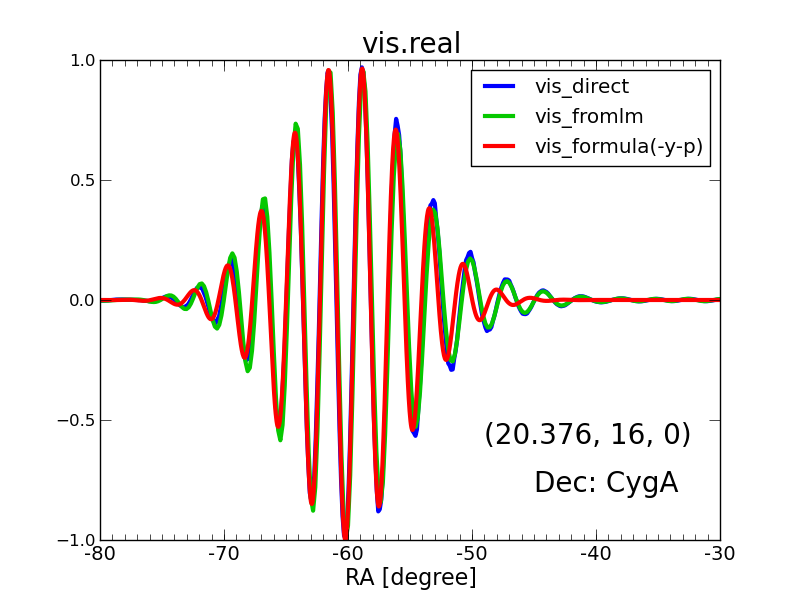 vis.real
1.0
0.5
0.0
−0.5
−1.0
vis_direct
vis_fromlm
vis_formula(-y-p)
(20.376, 16, 0)
Dec: CygA
-80 -70 -60 -50 -40 -30
RA [degree]